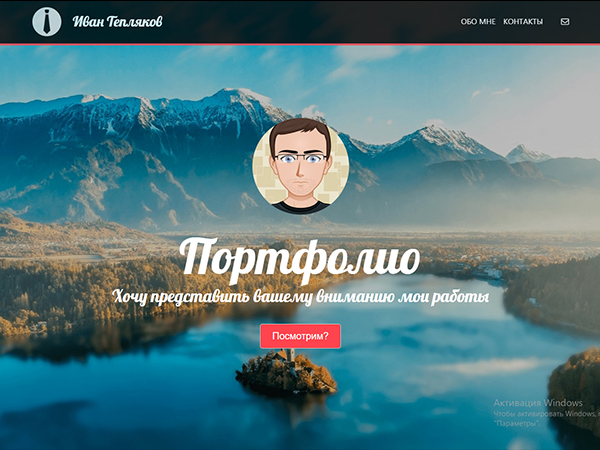 Иван Тепляков
ОБО МНЕ КОНТАКТЫ
Портфолио
Хочу представить вашему вниманию мои работы
Посмотрим?
Активация Windows
Чтобы активировать Windows,
"Параметры".